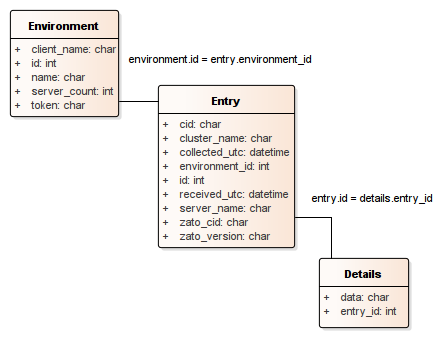 Environment
+ client_name: char
+ id: int
+ name: char
+ server_count: int
+ token: char
environment.id = entry.environment_id
Entry
+ cid: char
+ cluster_name: char
+ collected_utc: datetime
+ environment_id: int
+ id: int
+ received_utc: datetime
+ server_name: char
+ zato_cid: char
+ zato_version: char
entry.id = details.entry_id
Details
+ data: char
+ entry_id: int